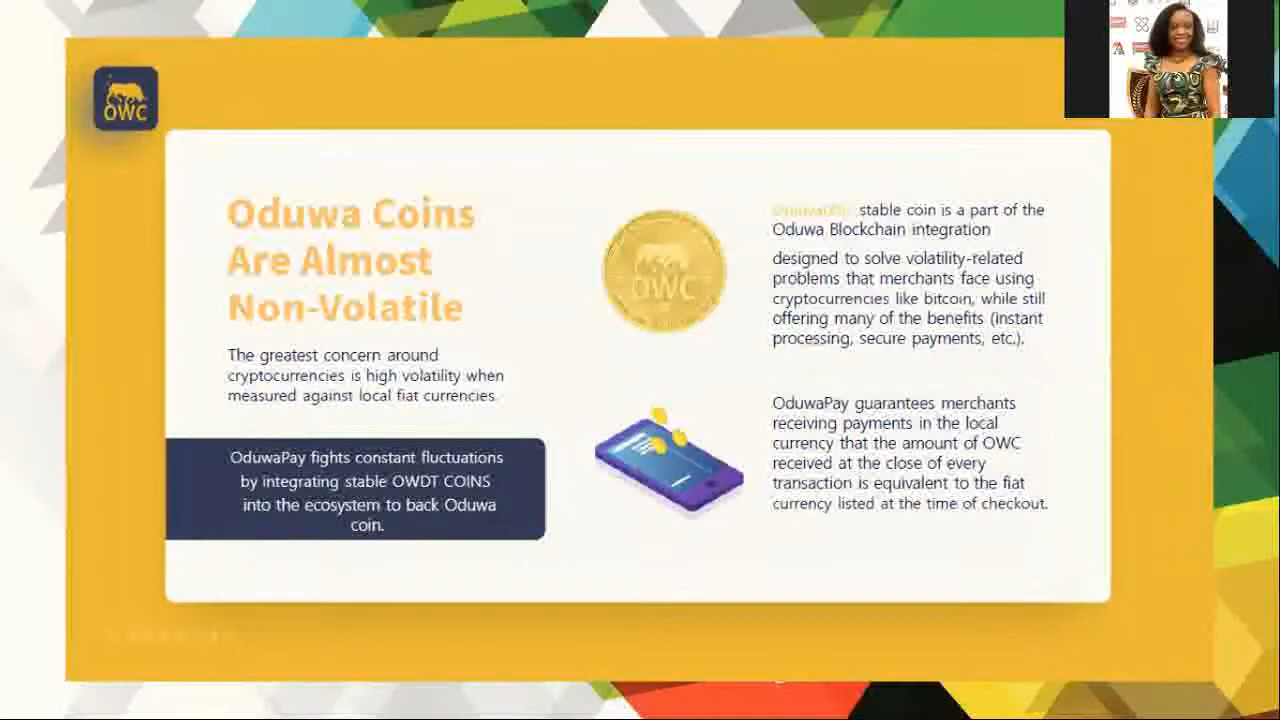 OWC
Oduwa Coins
Are Almost
Non-Volatile
The greatest concern around
cryptocurrencies is high volatility when
measured against local fiat currencies.
OduwaPay fights constant fluctuations
by integrating stable OWDT COINS
into the ecosystem to back Oduwa
coin.
OWC
stable coin is a part of the
Oduwa Blockchain integration
designed to solve volatility-related
problems that merchants face using
cryptocurrencies like bitcoin, while still
offering many of the benefits (instant
processing, secure payments, etc.).
OduwaPay guarantees merchants
receiving payments in the local
currency that the amount of OWC
received at the close of every
transaction is equivalent to the fiat
currency listed at the time of checkout.